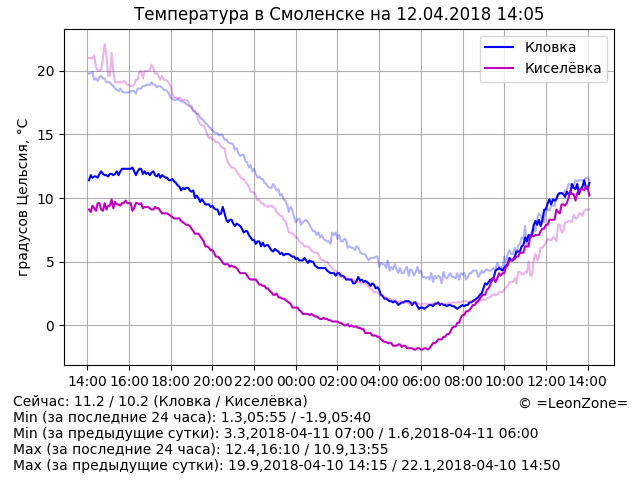 Температура в Смоленске на 12.04.2018 14:05
Кловка
Киселёвка
градусов Цельсия, °C
20
15
10
5
0
14:00 16:00 18:00 20:00 22:00 00:00 02:00 04:00 06:00 08:00 10:00 12:00 14:00
Сейчас: 11.2 / 10.2 (Кловка / Киселёвка)
© =LeonZone=
Min (за последние 24 часа): 1.3,05:55 / -1.9,05:40
Min (за предыдущие сутки): 3.3,2018-04-11 07:00 / 1.6,2018-04-11 06:00
Max (за последние 24 часа): 12.4,16:10 / 10.9,13:55
Max (за предыдущие сутки): 19.9,2018-04-10 14:15 / 22.1,2018-04-10 14:50